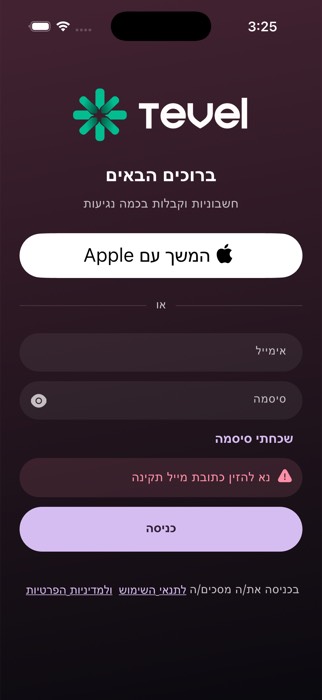 3:25
Tevel
ברוכים הבאים
חשבוניות וקבלות בכמה נגיעות
המשך עם Apple
או
אימייל
סיסמה
שכחתי סיסמה
נא להזין כתובת מייל תקינה
כניסה
בכניסה את/ה מסכים/ה לתנאי השימוש ולמדיניות הפרטיות